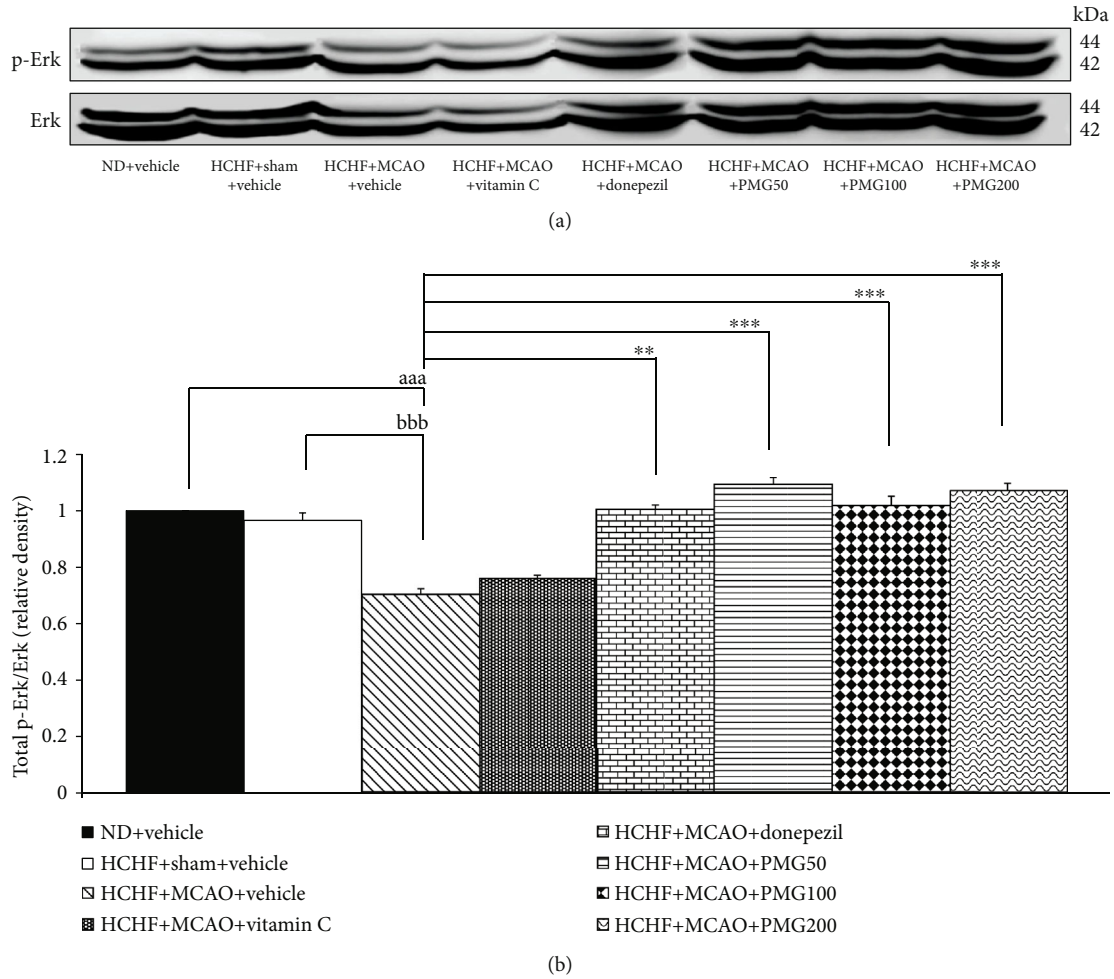 kDa
p-Erk
44
42
Erk
44
42
ND+vehicle
HCHF+sham
+vehicle
HCHF+MCAO
+vehicle
HCHF+MCAO
+vitamin C
HCHF+MCAO
+donepezil
HCHF+MCAO
+PMG50
HCHF+MCAO
+PMG100
HCHF+MCAO
+PMG200
(a)
***
***
***
**
aaa
bbb
1.2
1
0.8
0.6
0.4
0.2
0
Total p-Erk/Erk (relative density)
ND+vehicle
HCHF+sham+vehicle
HCHF+MCAO+vehicle
HCHF+MCAO+vitamin C
HCHF+MCAO+donepezil
HCHF+MCAO+PMG50
HCHF+MCAO+PMG100
HCHF+MCAO+PMG200
(b)